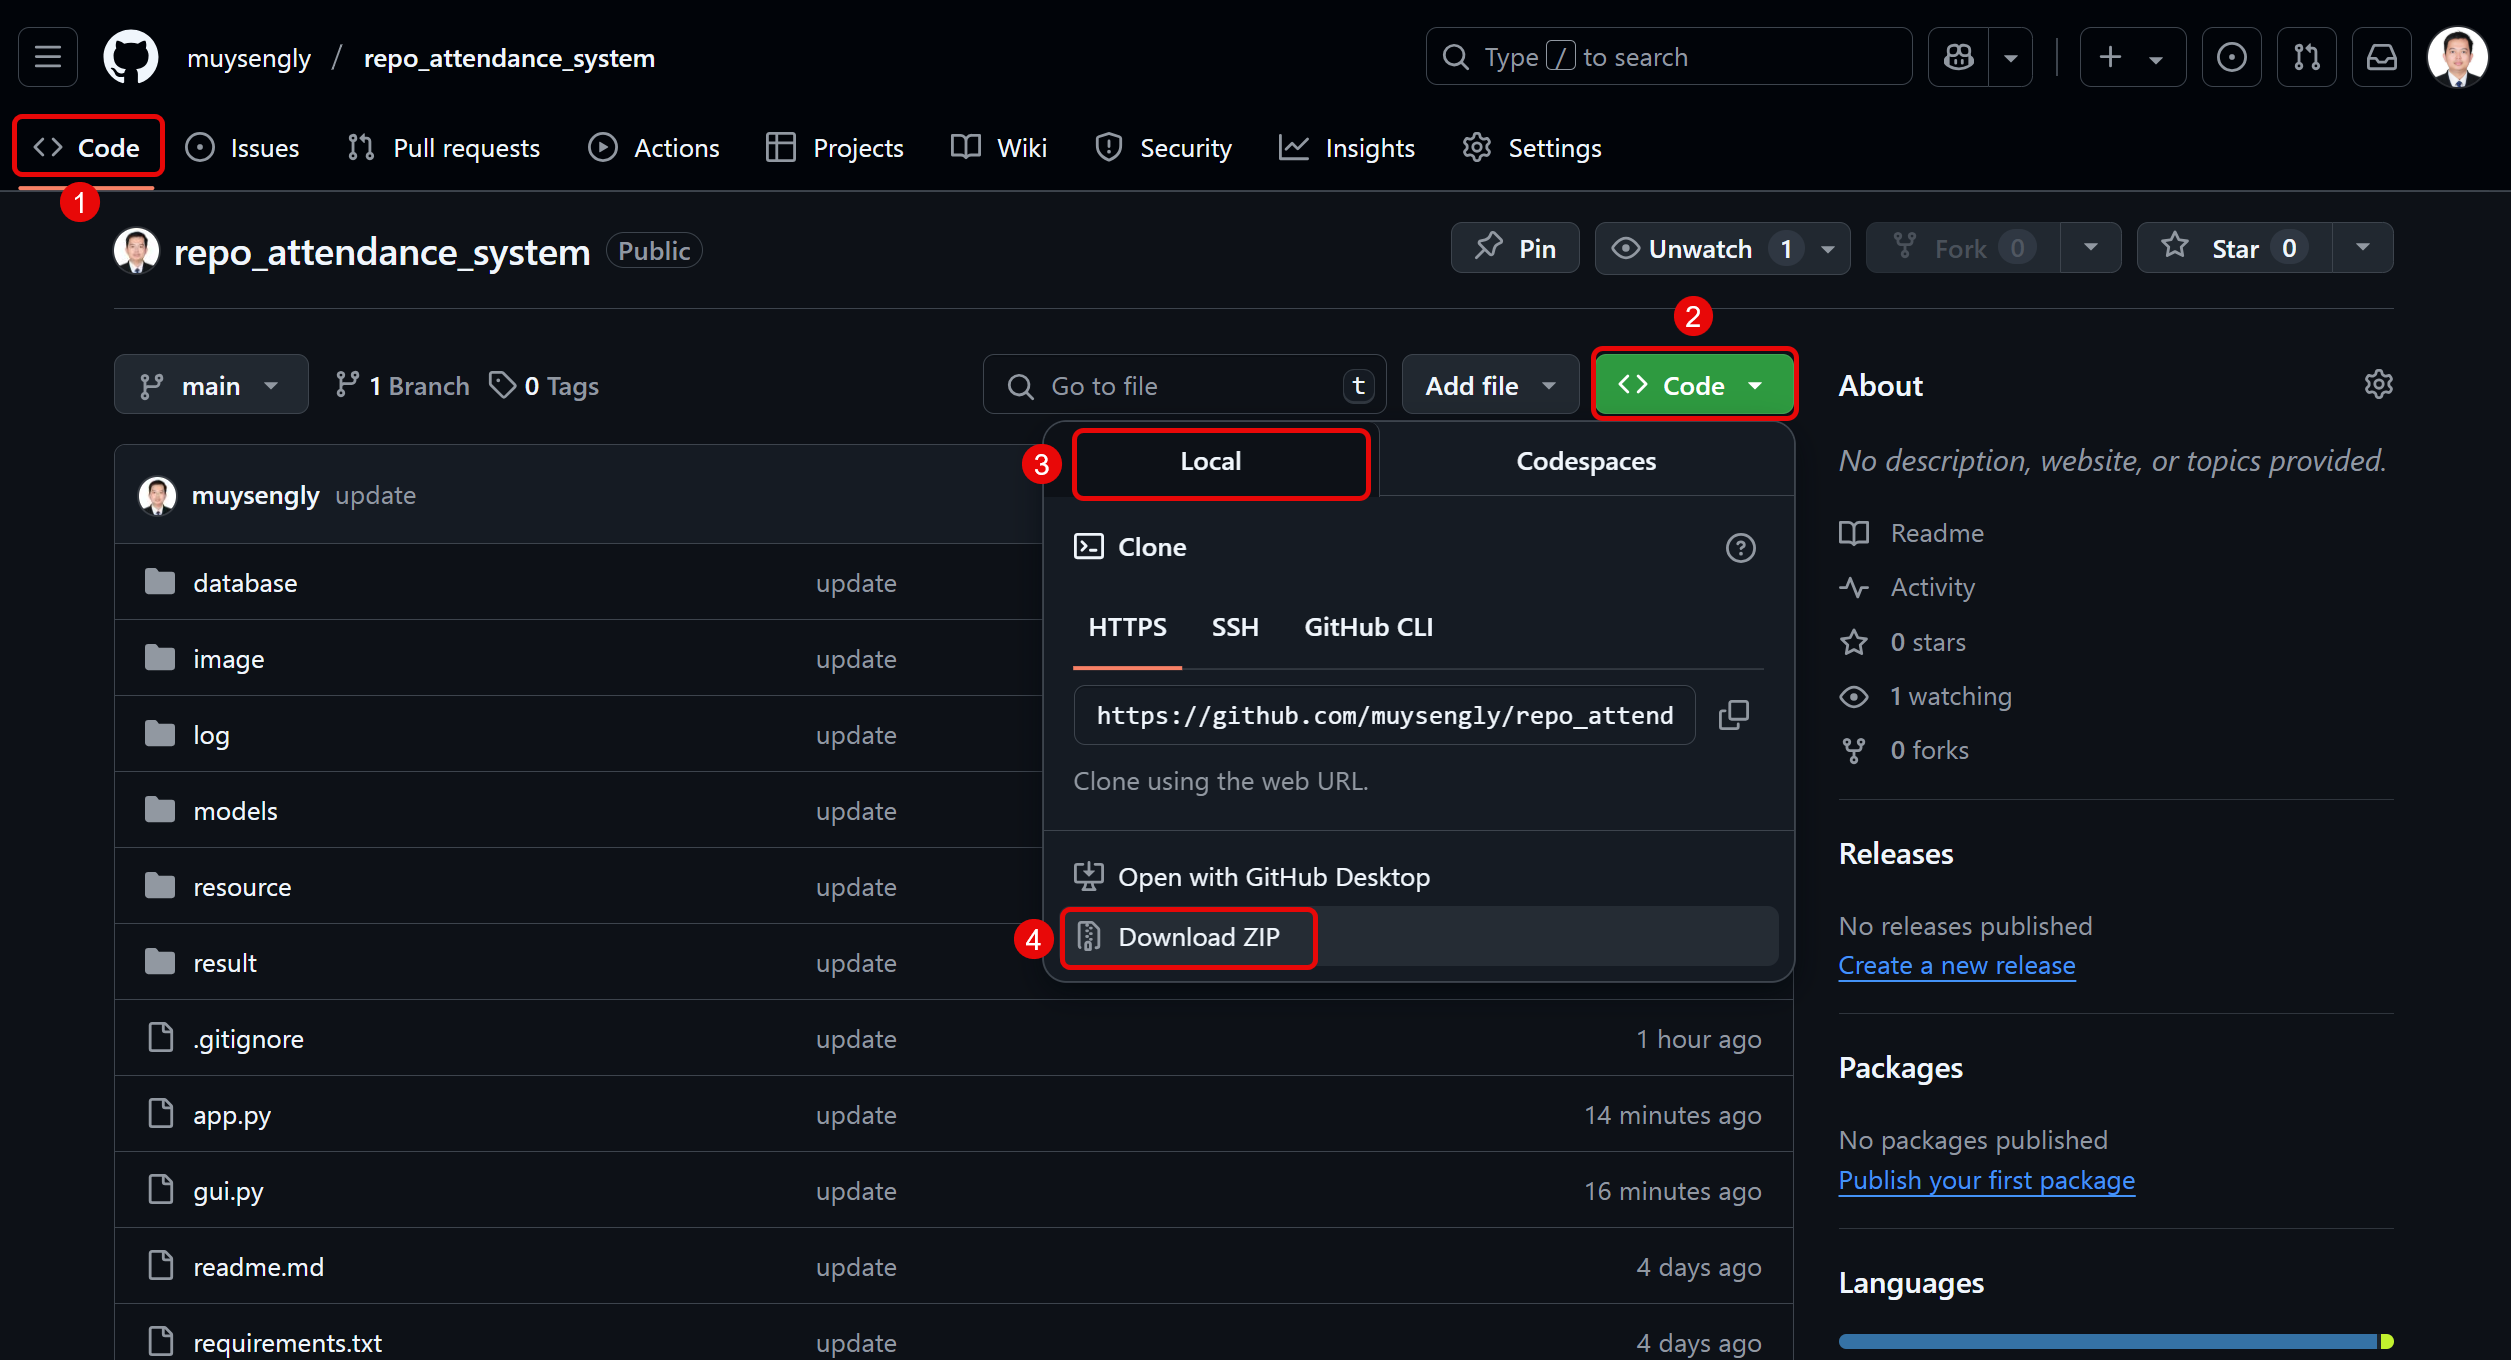 muysengly / repo_attendance_system
Type / to search
Code
Issues
Pull requests
Actions
Projects
Wiki
Security
Insights
Settings
1
repo_attendance_system Public
Pin
Unwatch 1
Fork 0
Star 0
2
main
1 Branch
0 Tags
Go to file t
Add file
Code
3
Local
Codespaces
Clone
HTTPS
SSH
GitHub CLI
https://github.com/muysengly/repo_attend
Clone using the web URL.
Open with GitHub Desktop
4
Download ZIP
muysengly update
database update
image update
log update
models update
resource update
result update
.gitignore update 1 hour ago
app.py update 14 minutes ago
gui.py update 16 minutes ago
readme.md update 4 days ago
requirements.txt update 4 days ago
About
No description, website, or topics provided.
Readme
Activity
0 stars
1 watching
0 forks
Releases
No releases published
Create a new release
Packages
No packages published
Publish your first package
Languages